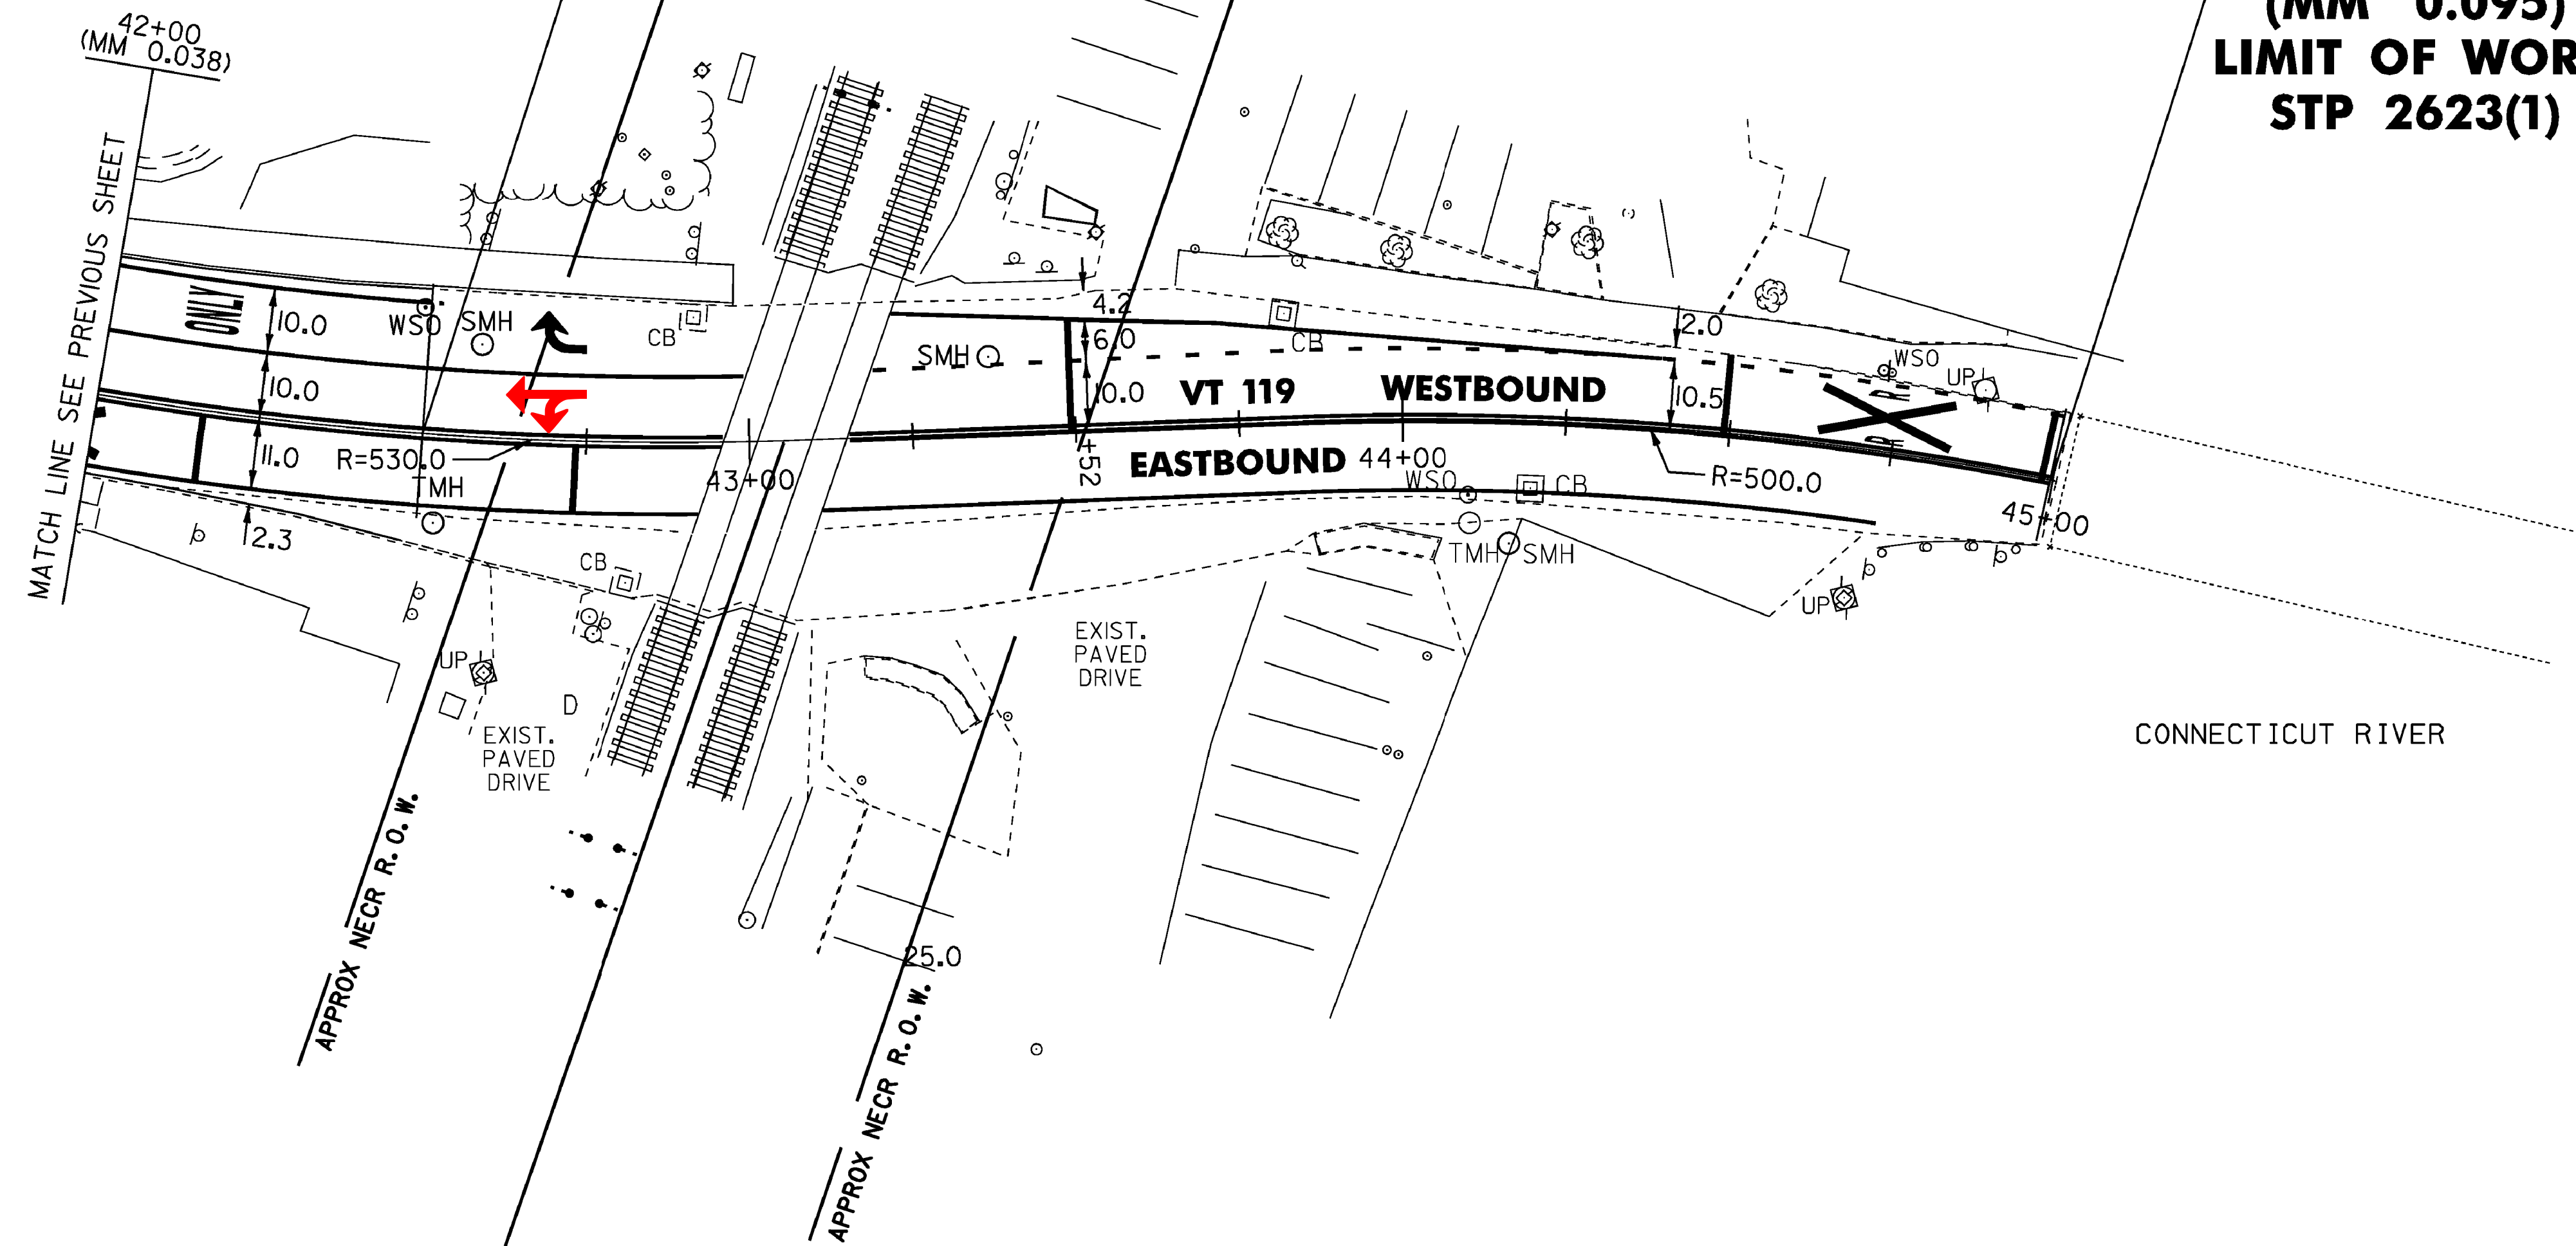 42+00
(MM 0.038)
(MM 0.095)
LIMIT OF WOR
STP 2623(1)
MATCH LINE SEE PREVIOUS SHEET
ONLY
10.0
WSO
SMH
CB
4.2
6.0
SMH
CB
2.0
WSO
UP
10.0
10.0
VT 119 WESTBOUND
10.5
R
R
11.0
R=530.0
TMH
43+00
+52
EASTBOUND
44+00
WSO
CB
R=500.0
45+00
2.3
CB
TMH
SMH
UP
UP
D
EXIST.
PAVED
DRIVE
EXIST.
PAVED
DRIVE
CONNECTICUT RIVER
APPROX NECR R.O.W.
25.0
APPROX NECR R.O.W.